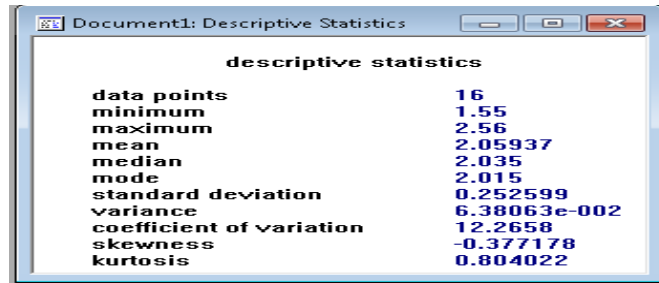 Document1: Descriptive Statistics
descriptive statistics
data points 16
minimum 1.55
maximum 2.56
mean 2.05937
median 2.035
mode 2.015
standard deviation 0.252599
variance 6.38063e-002
coefficient of variation 12.2658
skewness -0.377178
kurtosis 0.804022